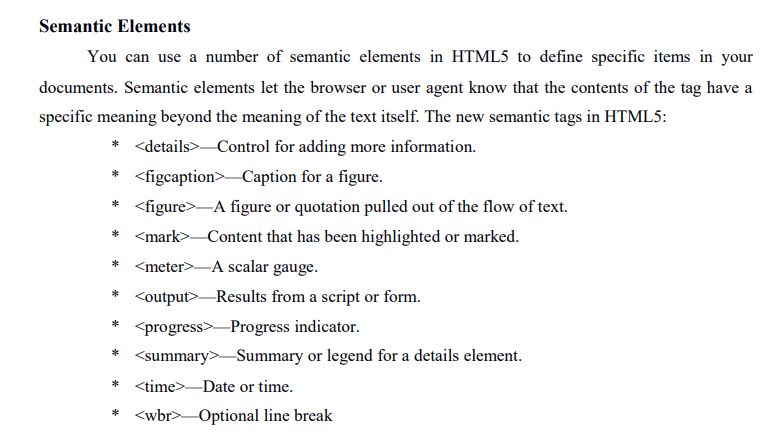 Semantic Elements
You can use a number of semantic elements in HTML5 to define specific items in your
documents. Semantic elements let the browser or user agent know that the contents of the tag have a
specific meaning beyond the meaning of the text itself. The new semantic tags in HTML5:
* <details>—Control for adding more information.
* <figcaption>—Caption for a figure.
* <figure>—A figure or quotation pulled out of the flow of text.
* <mark>—Content that has been highlighted or marked.
* <meter>—A scalar gauge.
* <output>—Results from a script or form.
* <progress>—Progress indicator.
* <summary>—Summary or legend for a details element.
* <time>—Date or time.
* <wbr>—Optional line break